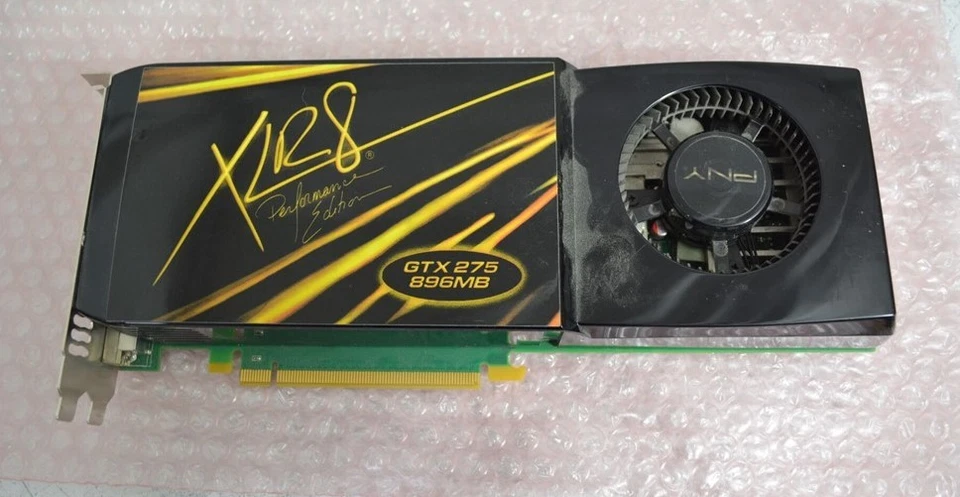 XLR8®
Performance
Edition
GTX 275
896MB
PNY